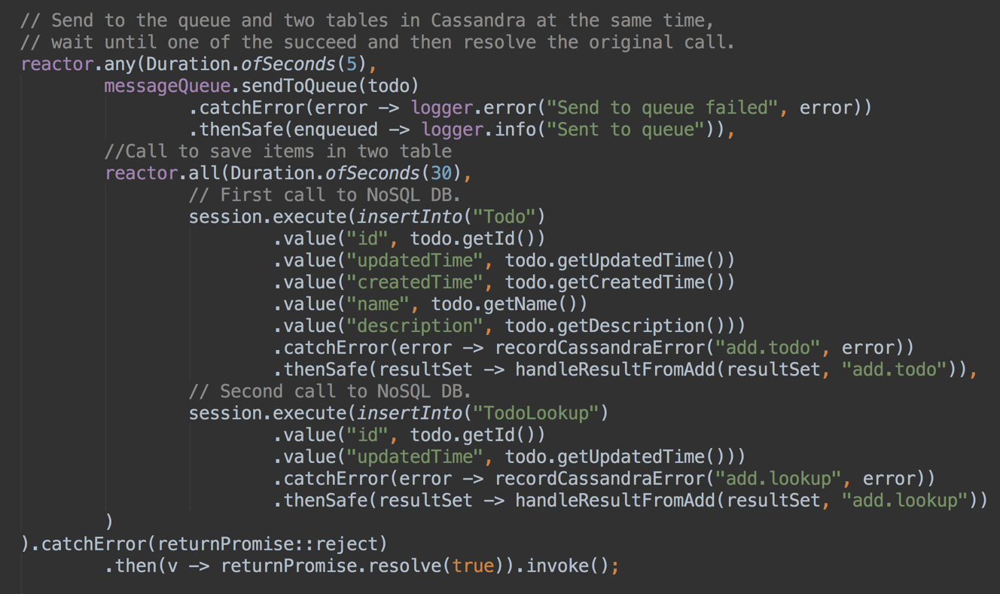 // Send to the queue and two tables in Cassandra at the same time,
// wait until one of the succeed and then resolve the original call.
reactor.any(Duration.ofSeconds(5),
messageQueue.sendToQueue(todo)
.catchError(error -> logger.error("Send to queue failed", error))
.thenSafe(enqueued -> logger.info("Sent to queue")),
//Call to save items in two table
reactor.all(Duration.ofSeconds(30),
// First call to NoSQL DB.
session.execute(insertInto("Todo")
.value("id", todo.getId())
.value("updatedTime", todo.getUpdatedTime())
.value("createdTime", todo.getCreatedTime())
.value("name", todo.getName())
.value("description", todo.getDescription()))
.catchError(error -> recordCassandraError("add.todo", error))
.thenSafe(resultSet -> handleResultFromAdd(resultSet, "add.todo")),
// Second call to NoSQL DB.
session.execute(insertInto("TodoLookup")
.value("id", todo.getId())
.value("updatedTime", todo.getUpdatedTime()))
.catchError(error -> recordCassandraError("add.lookup", error))
.thenSafe(resultSet -> handleResultFromAdd(resultSet, "add.lookup"))
)
).catchError(returnPromise::reject)
.then(v -> returnPromise.resolve(true)).invoke();